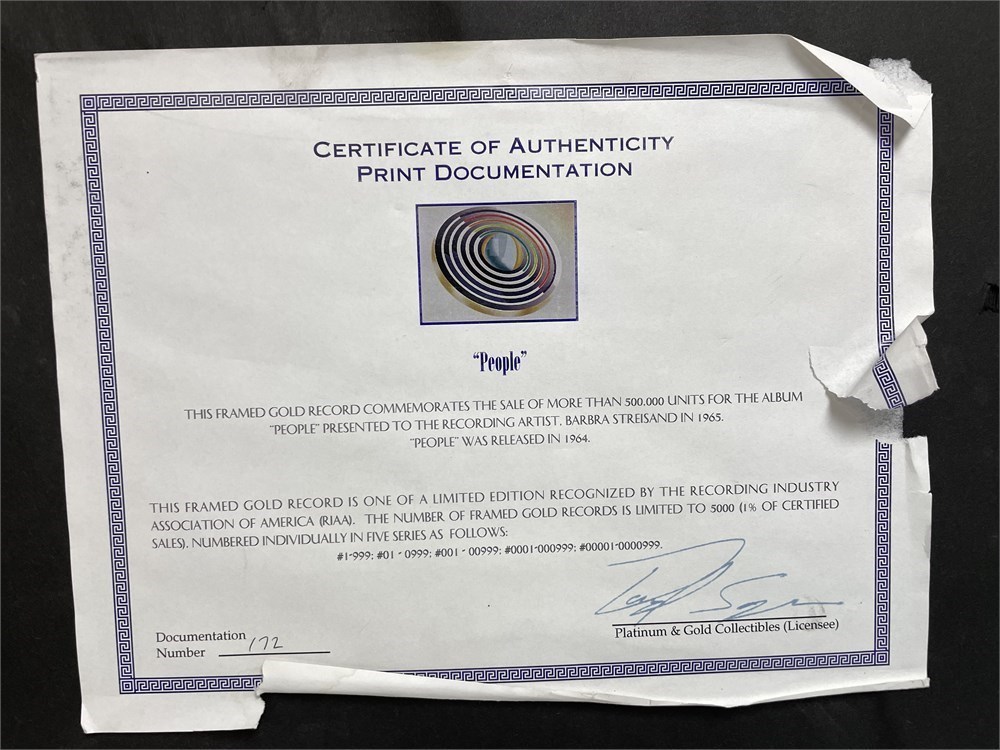 CERTIFICATE OF AUTHENTICITY
PRINT DOCUMENTATION
“People”
THIS FRAMED GOLD RECORD COMMEMORATES THE SALE OF MORE THAN 500.000 UNITS FOR THE ALBUM
“PEOPLE” PRESENTED TO THE RECORDING ARTIST. BARBRA STREISAND IN 1965.
“PEOPLE” WAS RELEASED IN 1964.
THIS FRAMED GOLD RECORD IS ONE OF A LIMITED EDITION RECOGNIZED BY THE RECORDING INDUSTRY
ASSOCIATION OF AMERICA (RIAA). THE NUMBER OF FRAMED GOLD RECORDS IS LIMITED TO 5000 (1% OF CERTIFIED
SALES). NUMBERED INDIVIDUALLY IN FIVE SERIES AS FOLLOWS:
#1-999; #01 - 0999; #001 - 00999; #0001-000999; #00001-0000999.
Platinum & Gold Collectibles (Licensee)
Documentation
Number 172